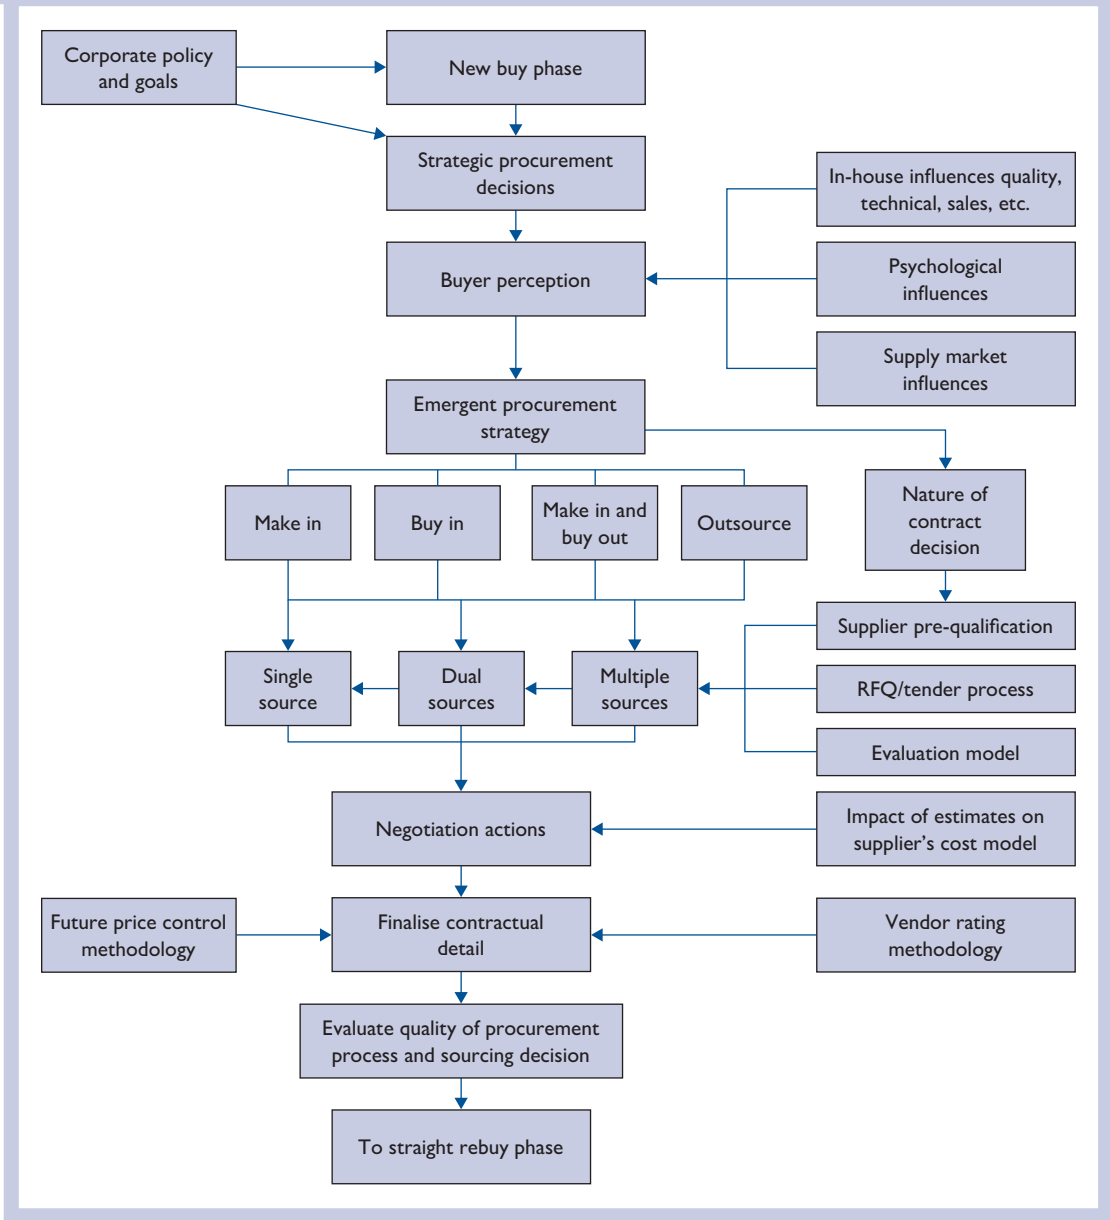 Corporate policy
and goals
New buy phase
Strategic procurement
decisions
In-house influences quality,
technical, sales, etc.
Buyer perception
Psychological
influences
Supply market
influences
Emergent procurement
strategy
Make in
Buy in
Make in and
buy out
Outsource
Nature of
contract
decision
Supplier pre-qualification
Single
source
Dual
sources
Multiple
sources
RFQ/tender process
Evaluation model
Negotiation actions
Impact of estimates on
supplier’s cost model
Future price control
methodology
Finalise contractual
detail
Vendor rating
methodology
Evaluate quality of procurement
process and sourcing decision
To straight rebuy phase